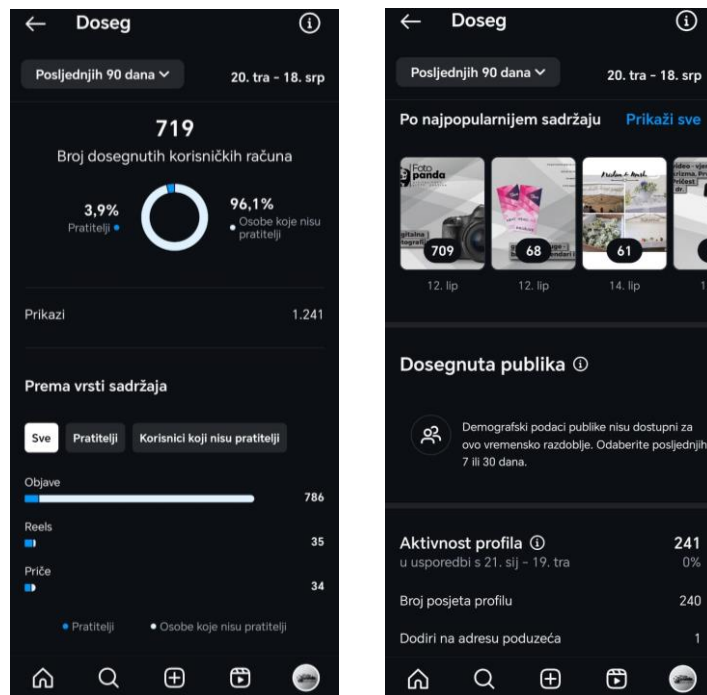 Doseg
Posljednjih 90 dana
20. tra – 18. srp
719
Broj dosegnutih korisničkih računa
3,9%
Pratitelji
96,1%
Osobe koje nisu
pratitelji
Prikazi 1.241
Prema vrsti sadržaja
Sve Pratitelji Korisnici koji nisu pratitelji
Objave
786
Reels
35
Priče
34
Pratitelji Osobe koje nisu pratitelji
Doseg
Posljednjih 90 dana
20. tra – 18. srp
Po najpopularnijem sadržaju Prikaži sve
Foto
panda
709
68
61
12. lip
12. lip
14. lip
Dosegnuta publika
Demografski podaci publike nisu dostupni za
ovo vremensko razdoblje. Odaberite posljednjih
7 ili 30 dana.
Aktivnost profila 241
u usporedbi s 21. sij – 19. tra 0%
Broj posjeta profilu 240
Dodiri na adresu poduzeća 1